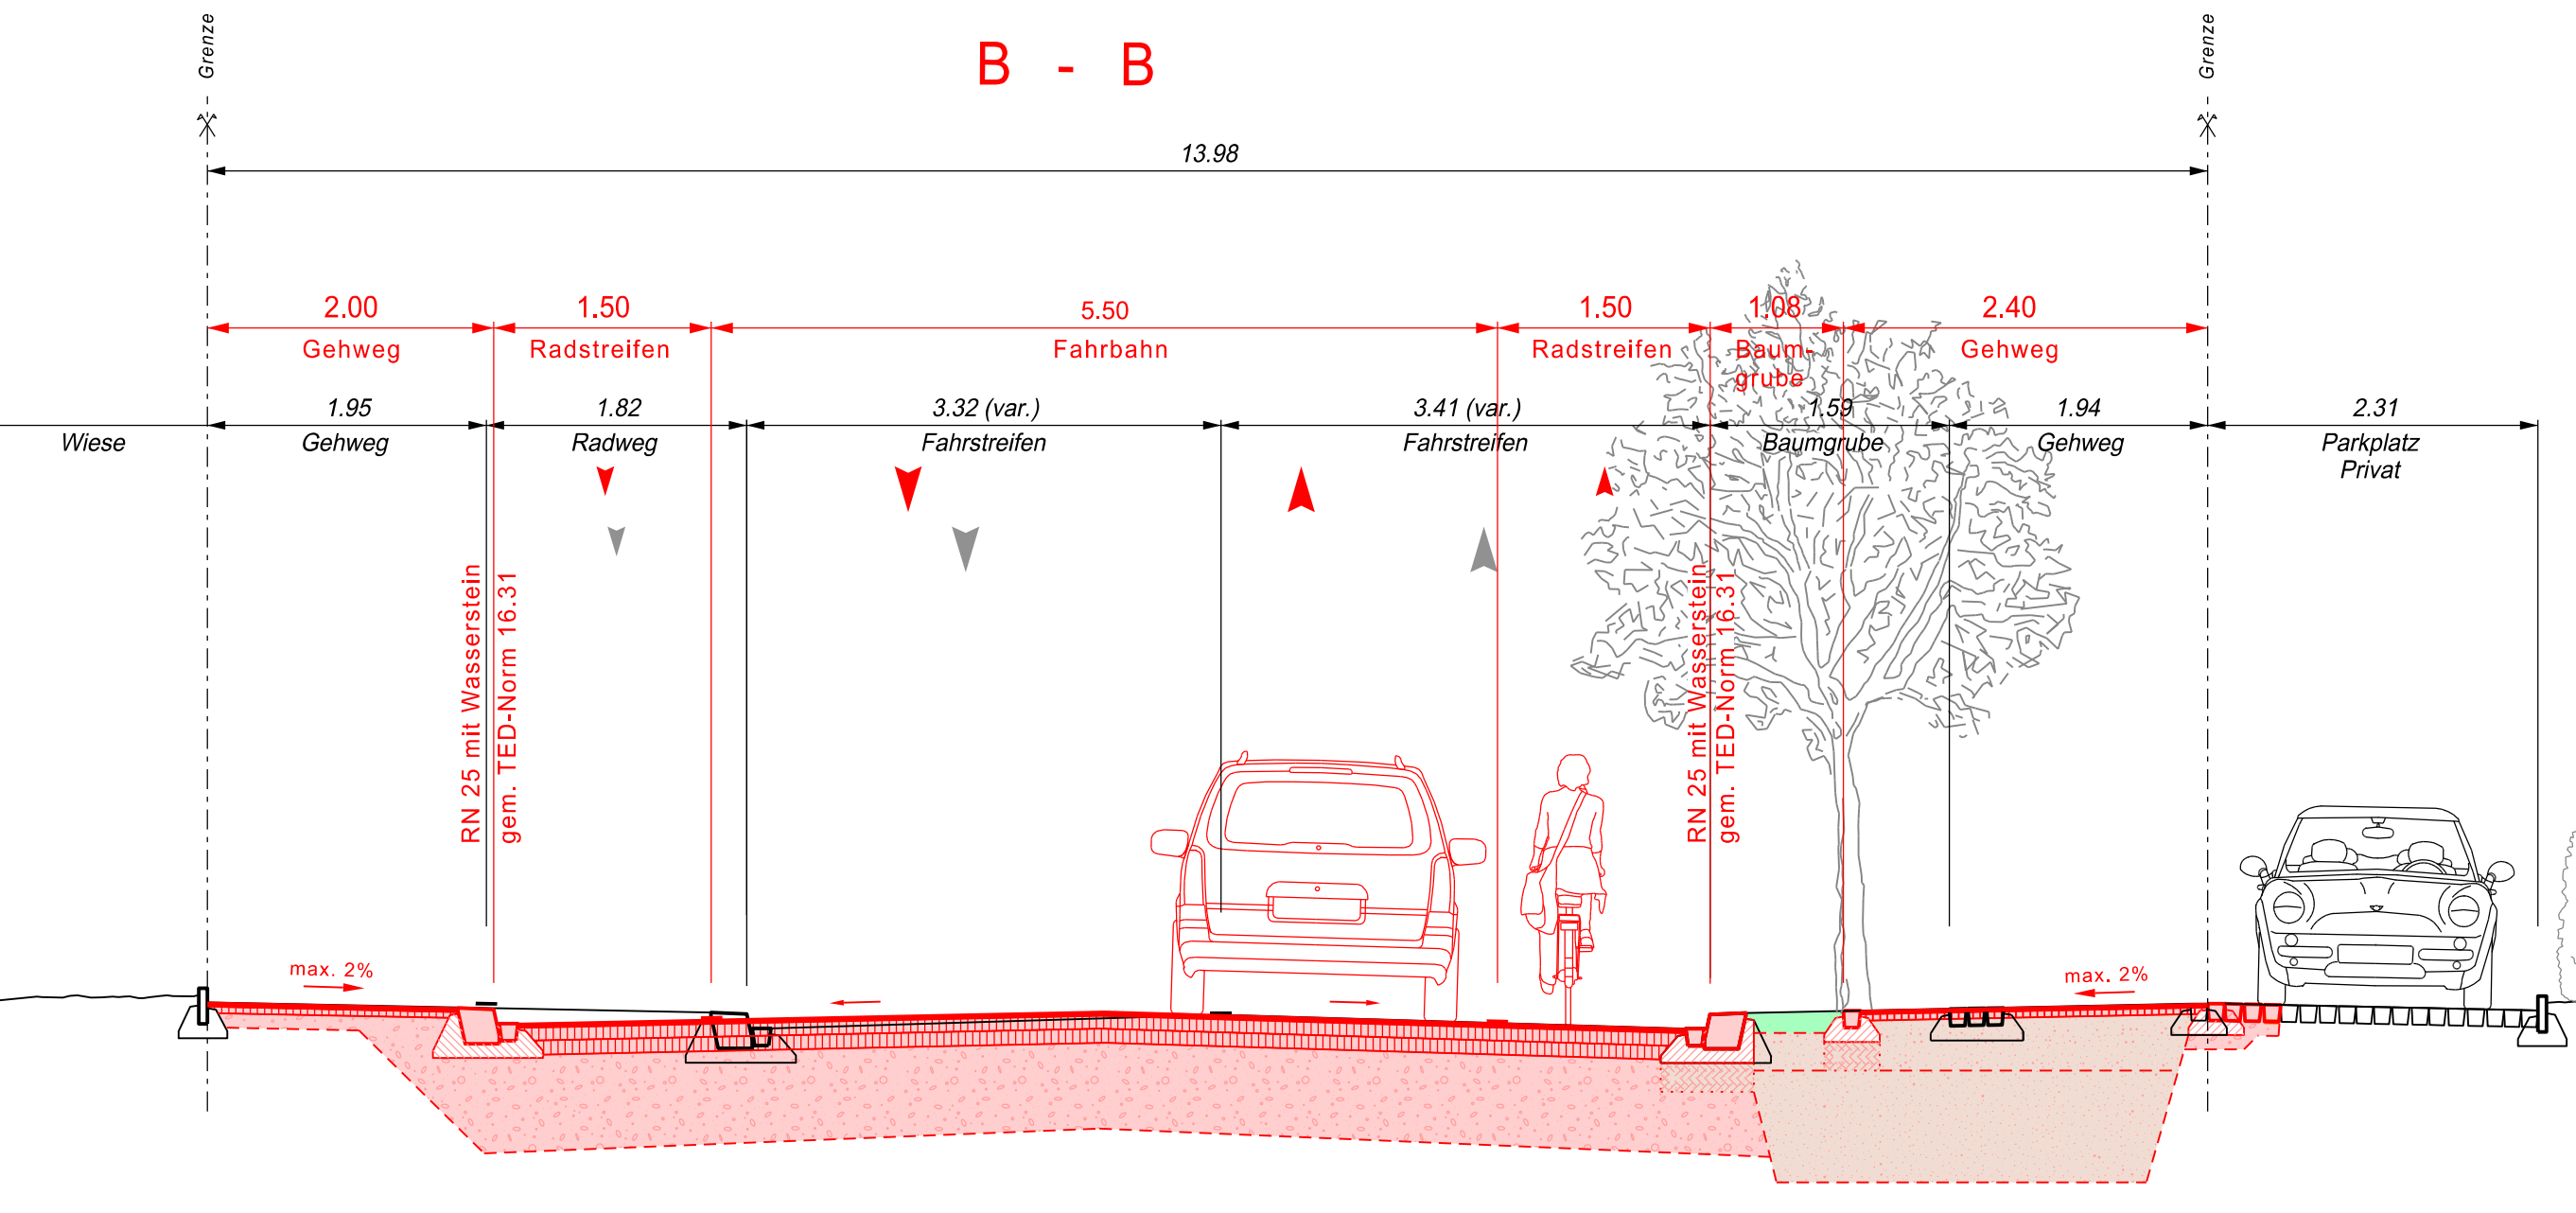 Grenze
Grenze
B - B
13.98
2.00
1.50
5.50
1.50
1.08
2.40
Gehweg
Radstreifen
Fahrbahn
Radstreifen
Baum-
grube
Gehweg
1.95
1.82
3.32 (var.)
3.41 (var.)
1.59
1.94
2.31
Wiese
Gehweg
Radweg
Fahrstreifen
Fahrstreifen
Baumgrube
Gehweg
Parkplatz
Privat
RN 25 mit Wasserstein
gem. TED-Norm 16.31
RN 25 mit Wasserstein
gem. TED-Norm 16.31
max. 2%
max. 2%